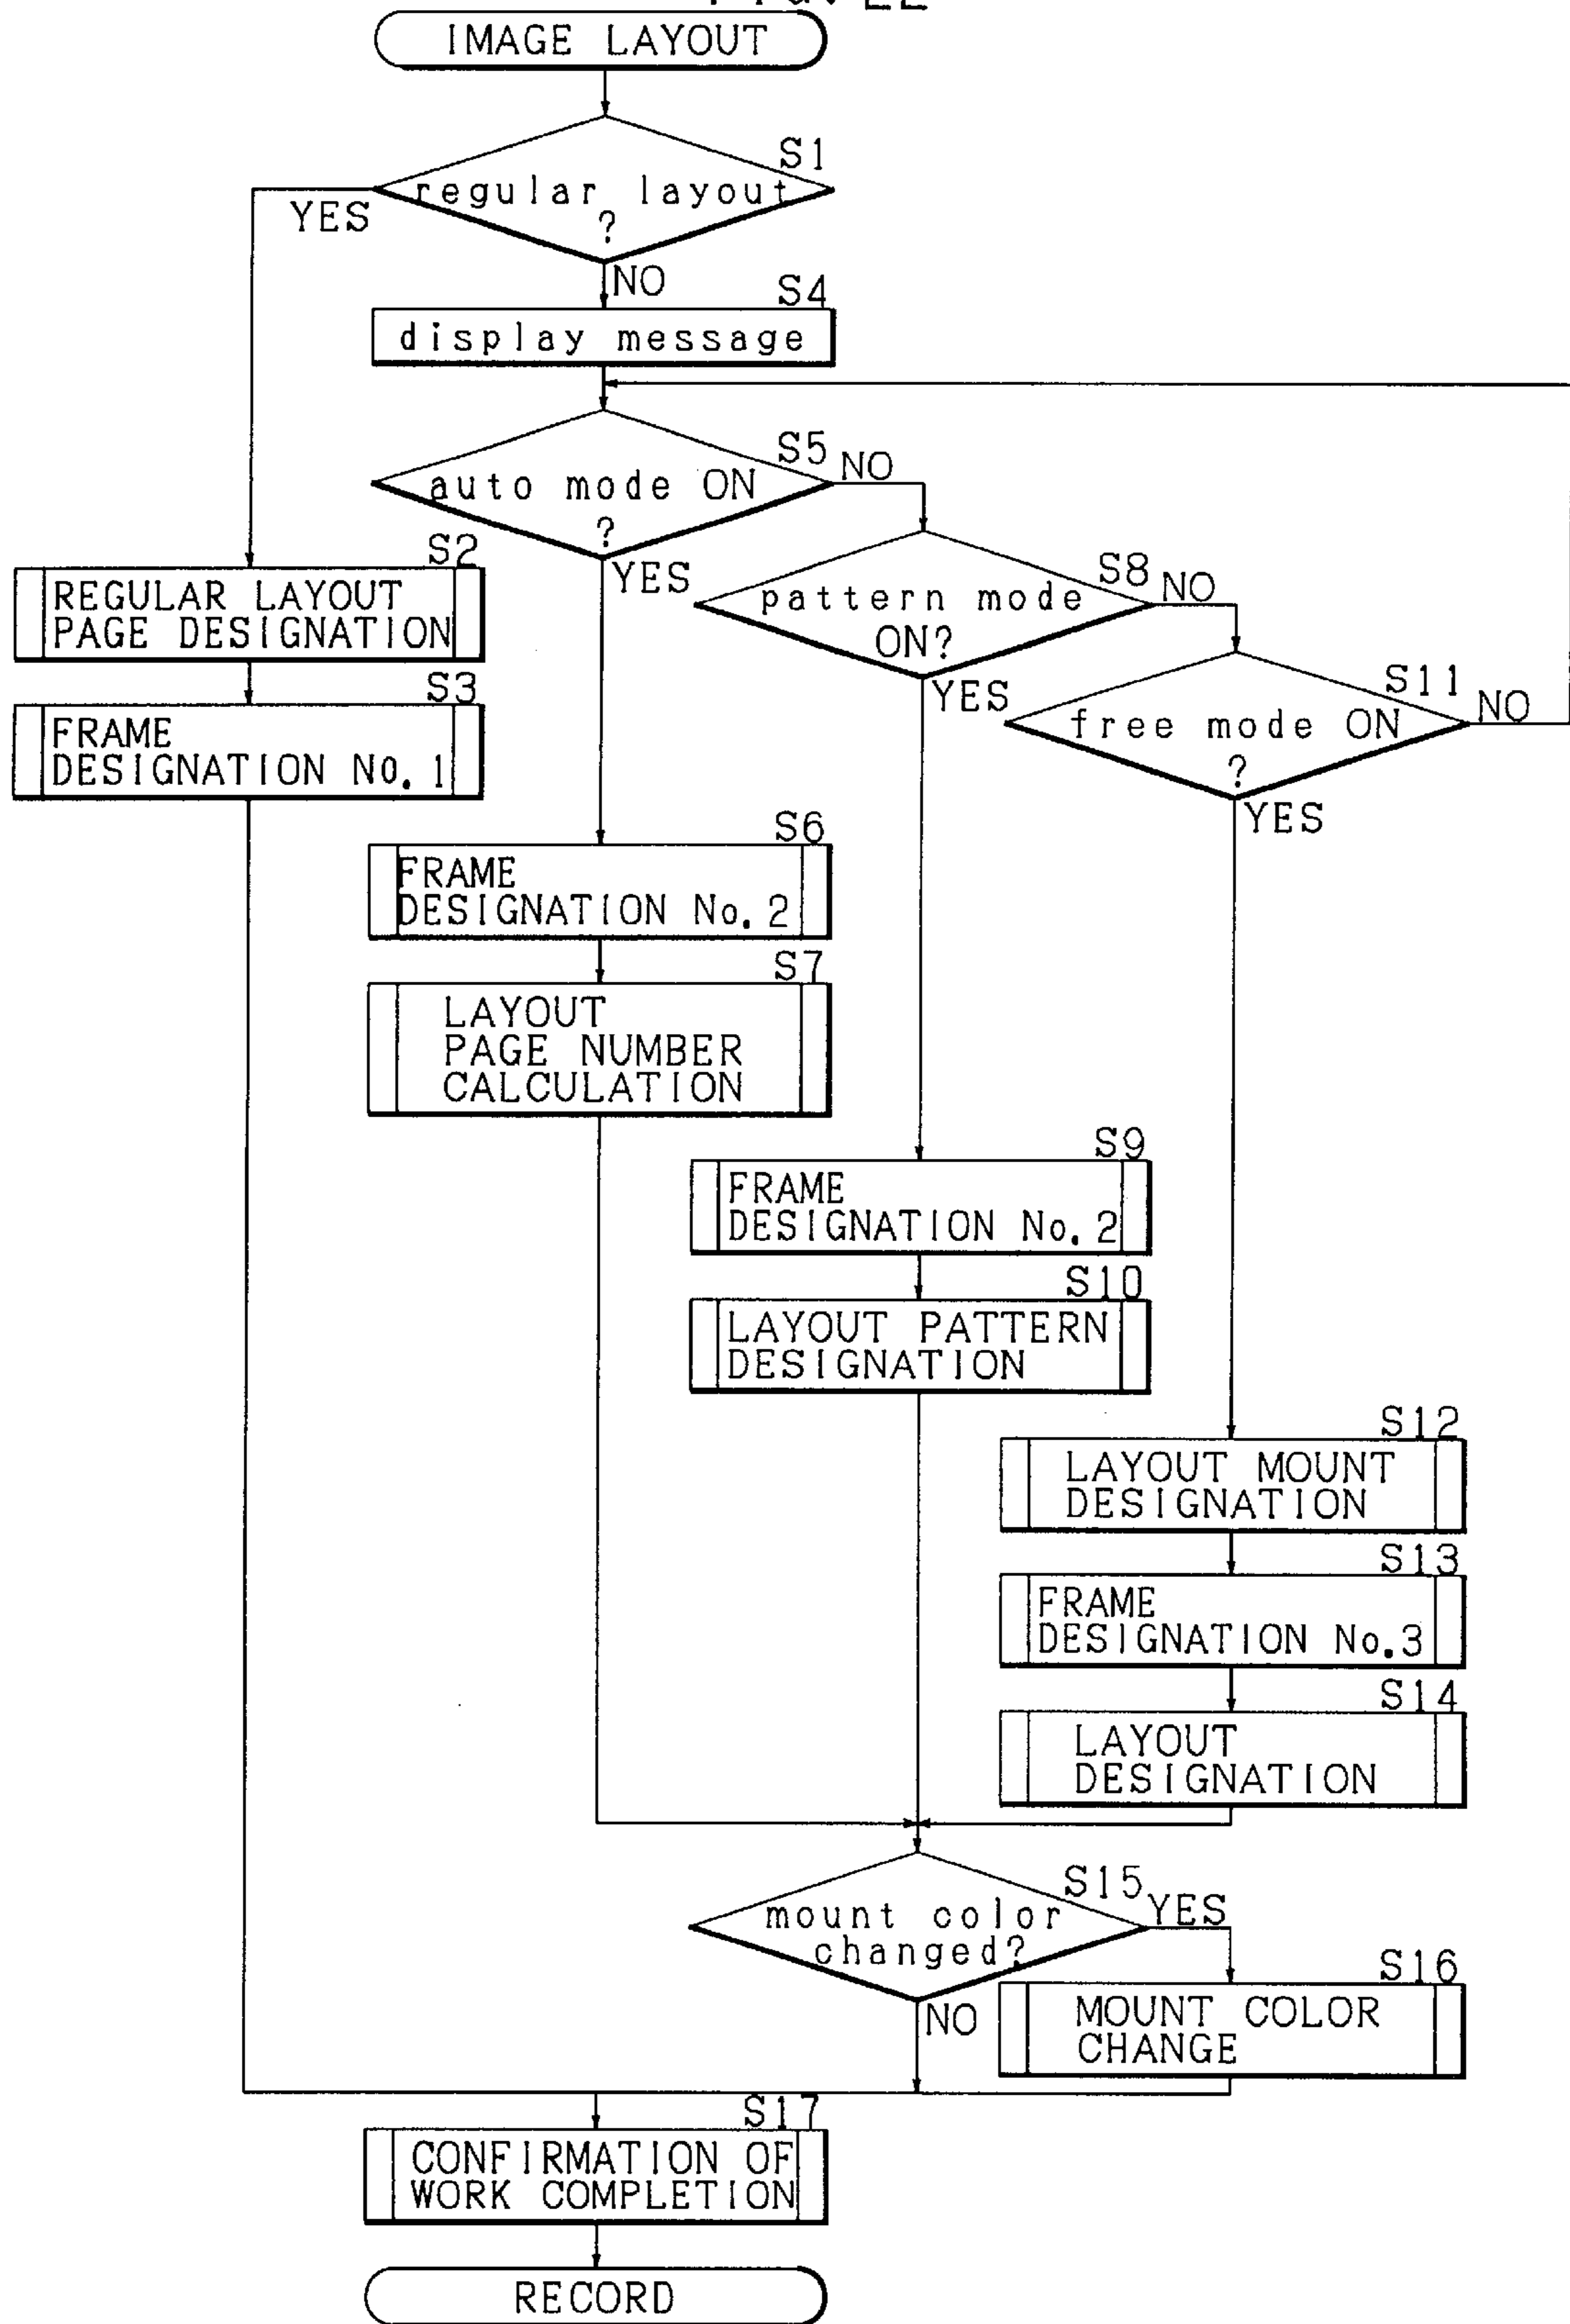 IMAGE LAYOUT
S1
regular layout
?
YES
NO
S4
display message
S5
NO
auto mode ON
?
YES
S2
REGULAR LAYOUT
PAGE DESIGNATION
S8
NO
pattern mode
ON?
YES
S3
FRAME
DESIGNATION NO. 1
S11
NO
free mode ON
?
YES
S6
FRAME
DESIGNATION No. 2
S7
LAYOUT
PAGE NUMBER
CALCULATION
S9
FRAME
DESIGNATION No. 2
S10
LAYOUT PATTERN
DESIGNATION
S12
LAYOUT MOUNT
DESIGNATION
S13
FRAME
DESIGNATION No.3
S14
LAYOUT
DESIGNATION
S15
YES
mount color
changed?
NO
S16
MOUNT COLOR
CHANGE
S17
CONFIRMATION OF
WORK COMPLETION
RECORD